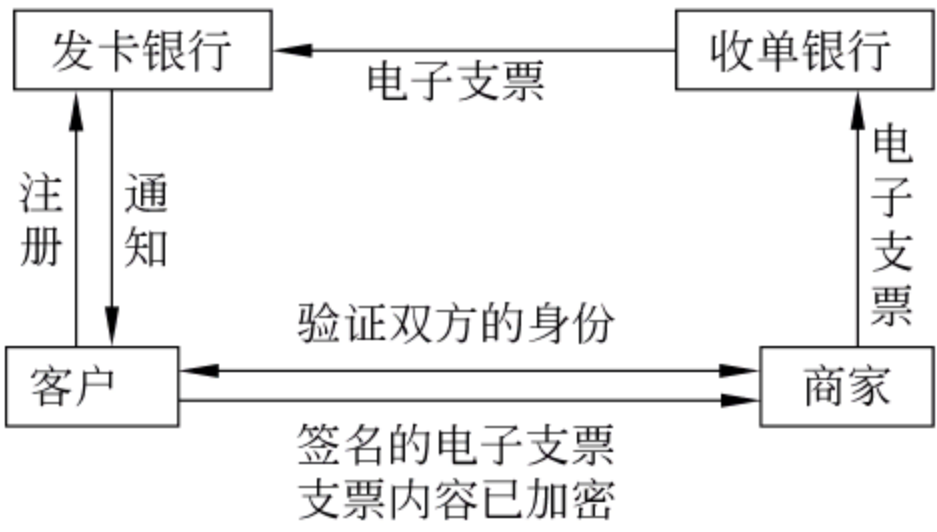 发卡银行
收单银行
电子支票
注册
通知
电子支票
验证双方的身份
客户
商家
签名的电子支票
支票内容已加密